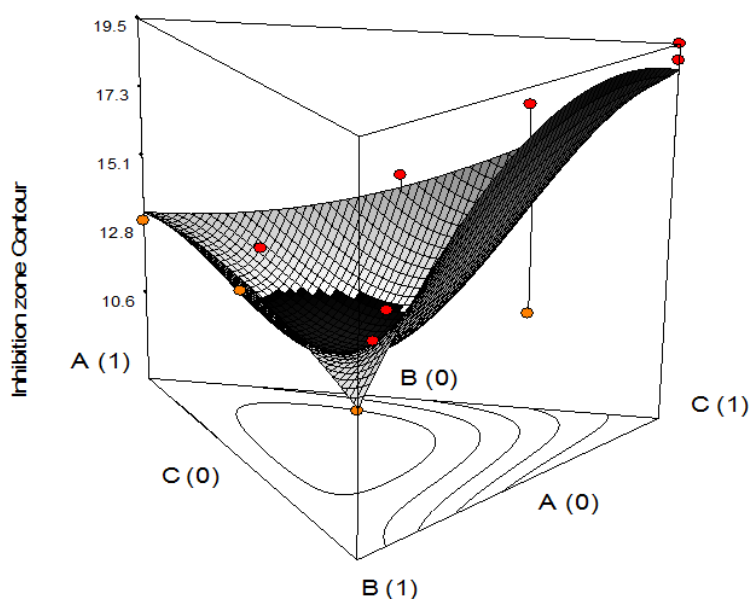 19.5
17.3
15.1
12.8
10.6
Inhibition zone Contour
A (1)
B (0)
C (1)
C (0)
A (0)
B (1)